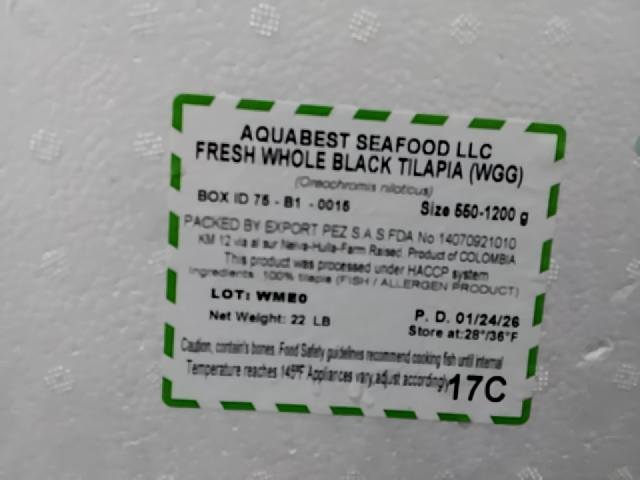 AQUABEST SEAFOOD LLC
FRESH WHOLE BLACK TILAPIA (WGG)
(Oreochromis niloticus)
BOX ID 75 - B1 - 0015 Size 550-1200 g
PACKED BY EXPORT PEZ S.A.S.FDA No 14070921010
KM 12 via al sur Neiva-Huila-Farm Raised. Product of COLOMBIA
This product was processed under HACCP system
Ingredients: 100% tilapia (FISH / ALLERGEN PRODUCT)
LOT: WME0 P. D. 01/24/26
Net Weight: 22 LB Store at:28°/36°F
Caution, contain's bones. Food Safety guidelines recommend cooking fish until internal
Temperature reaches 145°F Appliances vary,adjust accordingly 17C